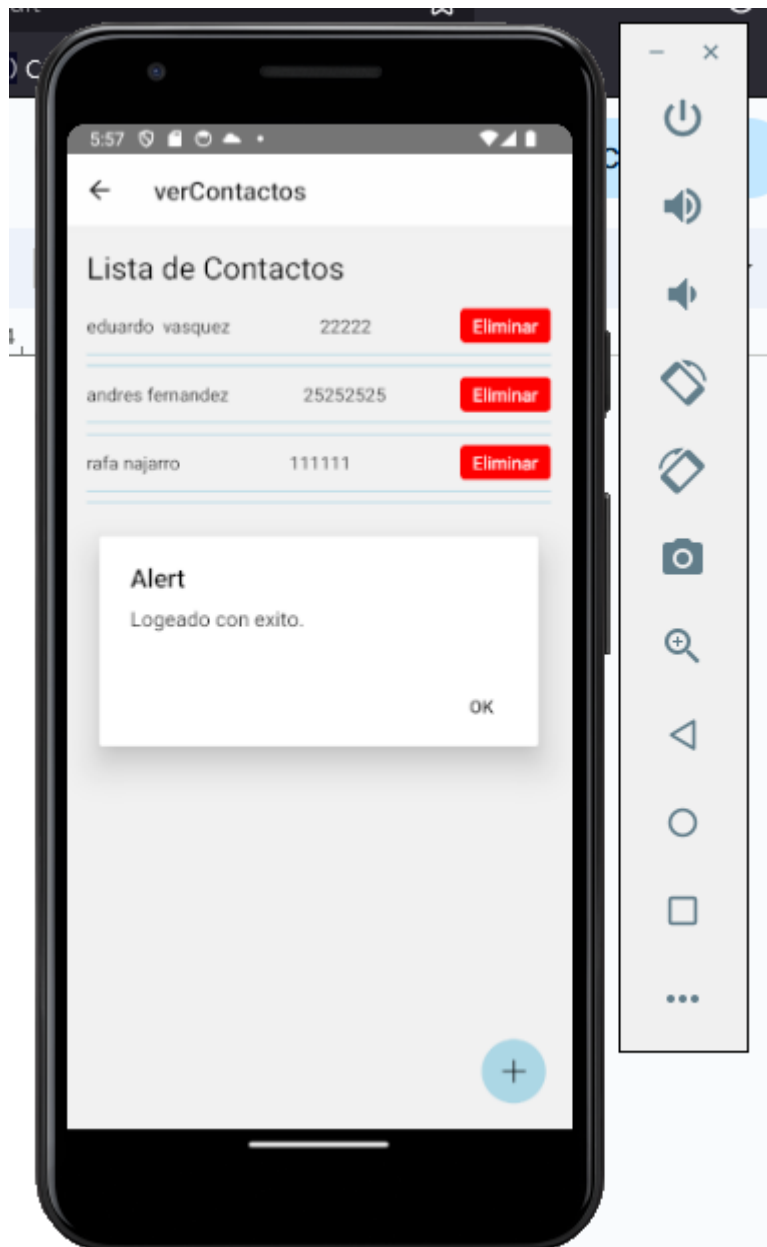 5:57
verContactos
Lista de Contactos
eduardo vasquez 22222 Eliminar
andres fernandez 25252525 Eliminar
rafa najarro 111111 Eliminar
Alert
Logeado con exito.
OK